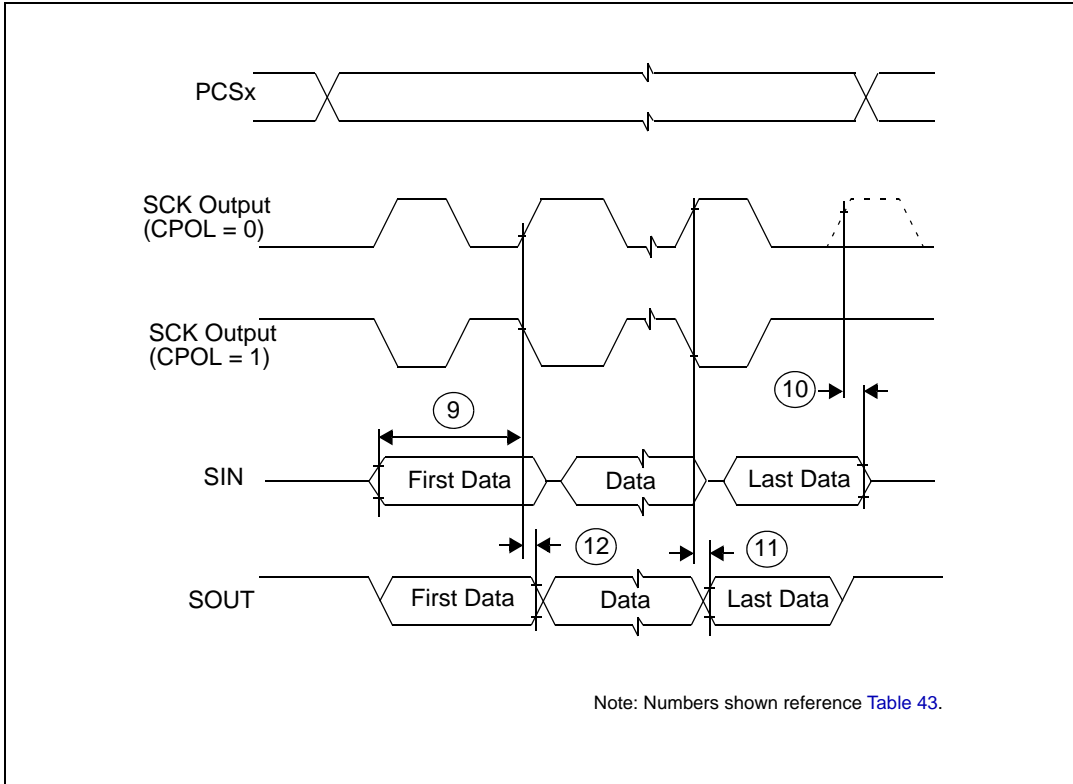 PCSx
SCK Output
(CPOL = 0)
SCK Output
(CPOL = 1)
10
9
SIN
First Data
Data
Last Data
12
11
SOUT
First Data
Data
Last Data
Note: Numbers shown reference Table 43.